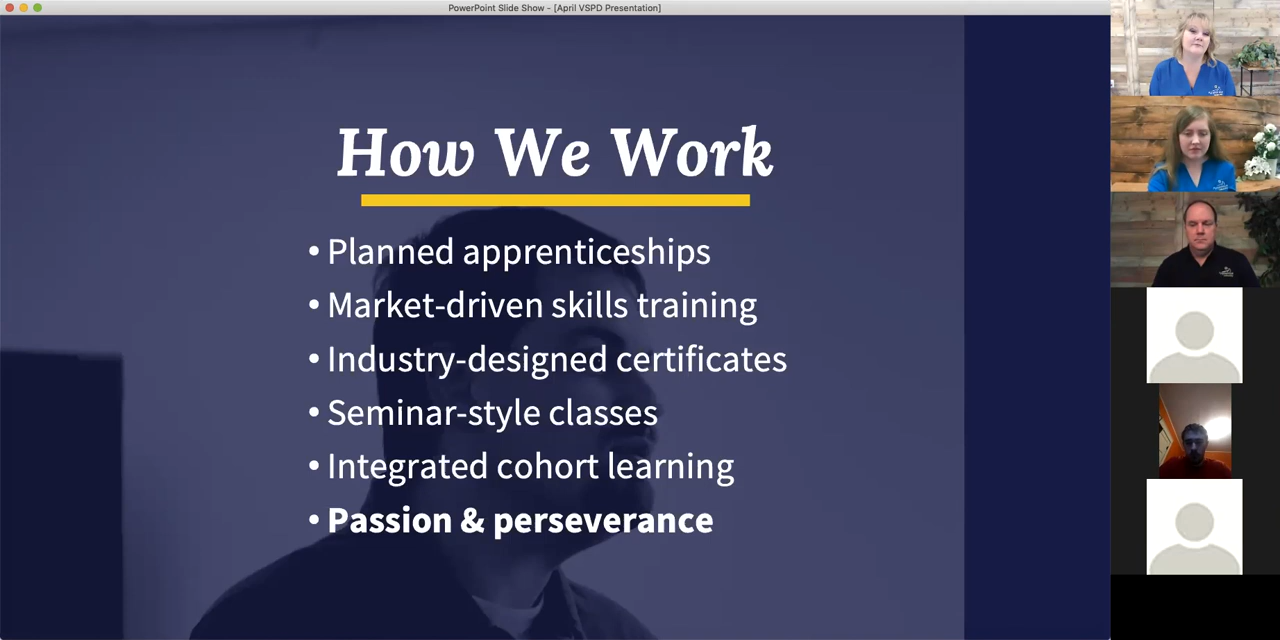 PowerPoint Slide Show - [April VSPD Presentation]
How We Work
• Planned apprenticeships
• Market-driven skills training
• Industry-designed certificates
• Seminar-style classes
• Integrated cohort learning
• Passion & perseverance